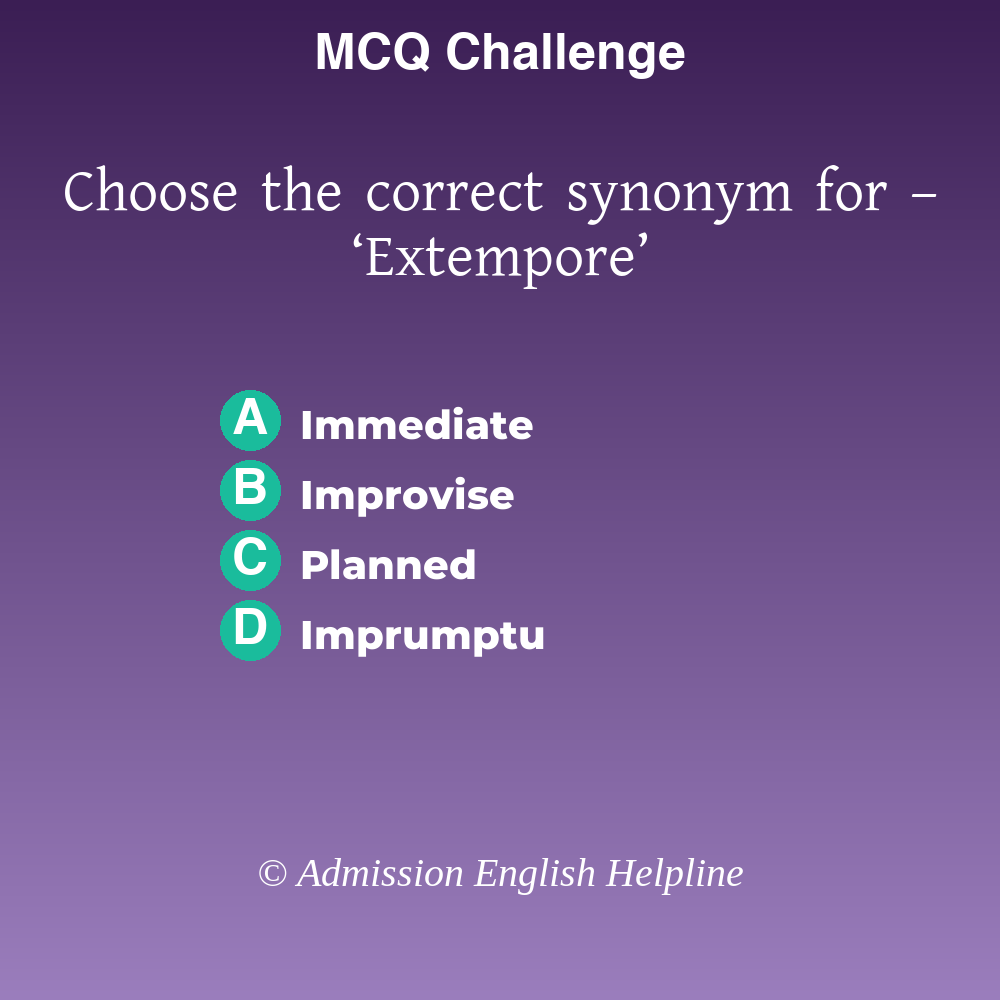 MCQ Challenge
Choose the correct synonym for –
‘Extempore’
A Immediate
B Improvise
C Planned
D Imprumptu
© Admission English Helpline